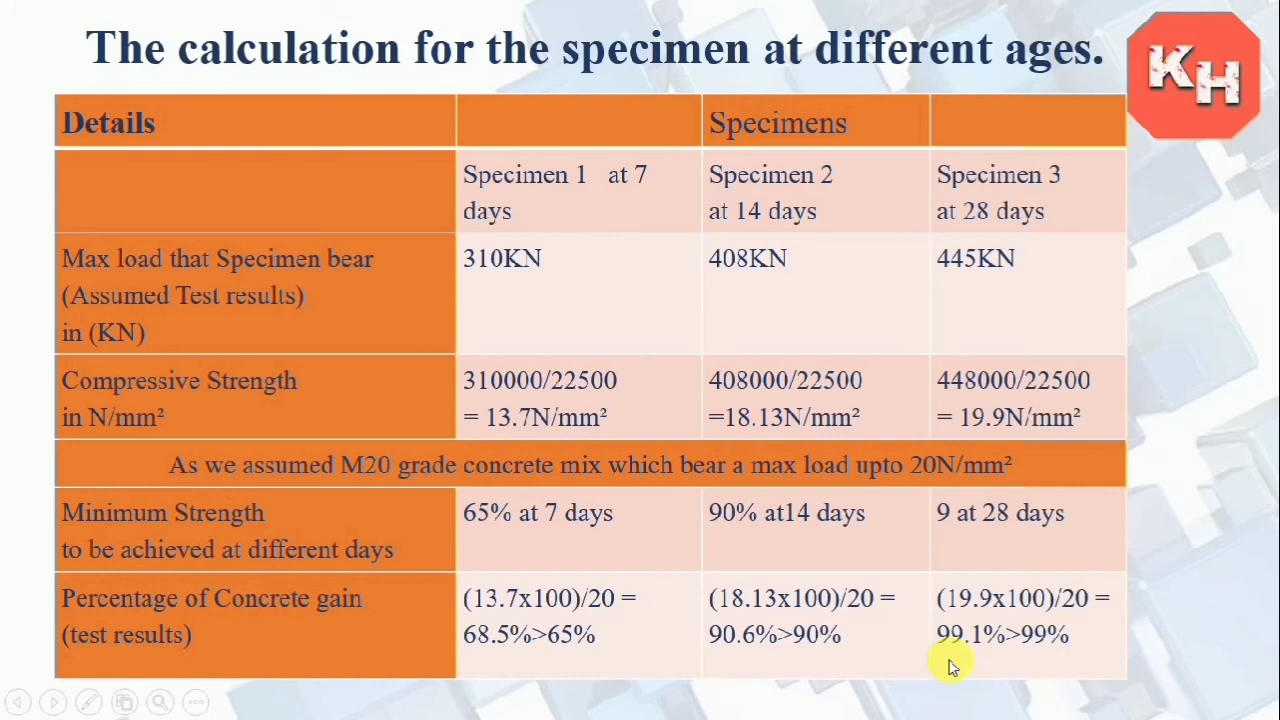 The calculation for the specimen at different ages.
KH
Details
Specimens
Specimen 1 at 7
days
Specimen 2
at 14 days
Specimen 3
at 28 days
Max load that Specimen bear
(Assumed Test results)
in (KN)
310KN
408KN
445KN
Compressive Strength
in N/mm²
310000/22500
= 13.7N/mm²
408000/22500
=18.13N/mm²
448000/22500
= 19.9N/mm²
As we assumed M20 grade concrete mix which bear a max load upto 20N/mm²
Minimum Strength
to be achieved at different days
65% at 7 days
90% at14 days
9 at 28 days
Percentage of Concrete gain
(test results)
(13.7x100)/20 =
68.5%>65%
(18.13x100)/20 =
90.6%>90%
(19.9x100)/20 =
99.1%>99%